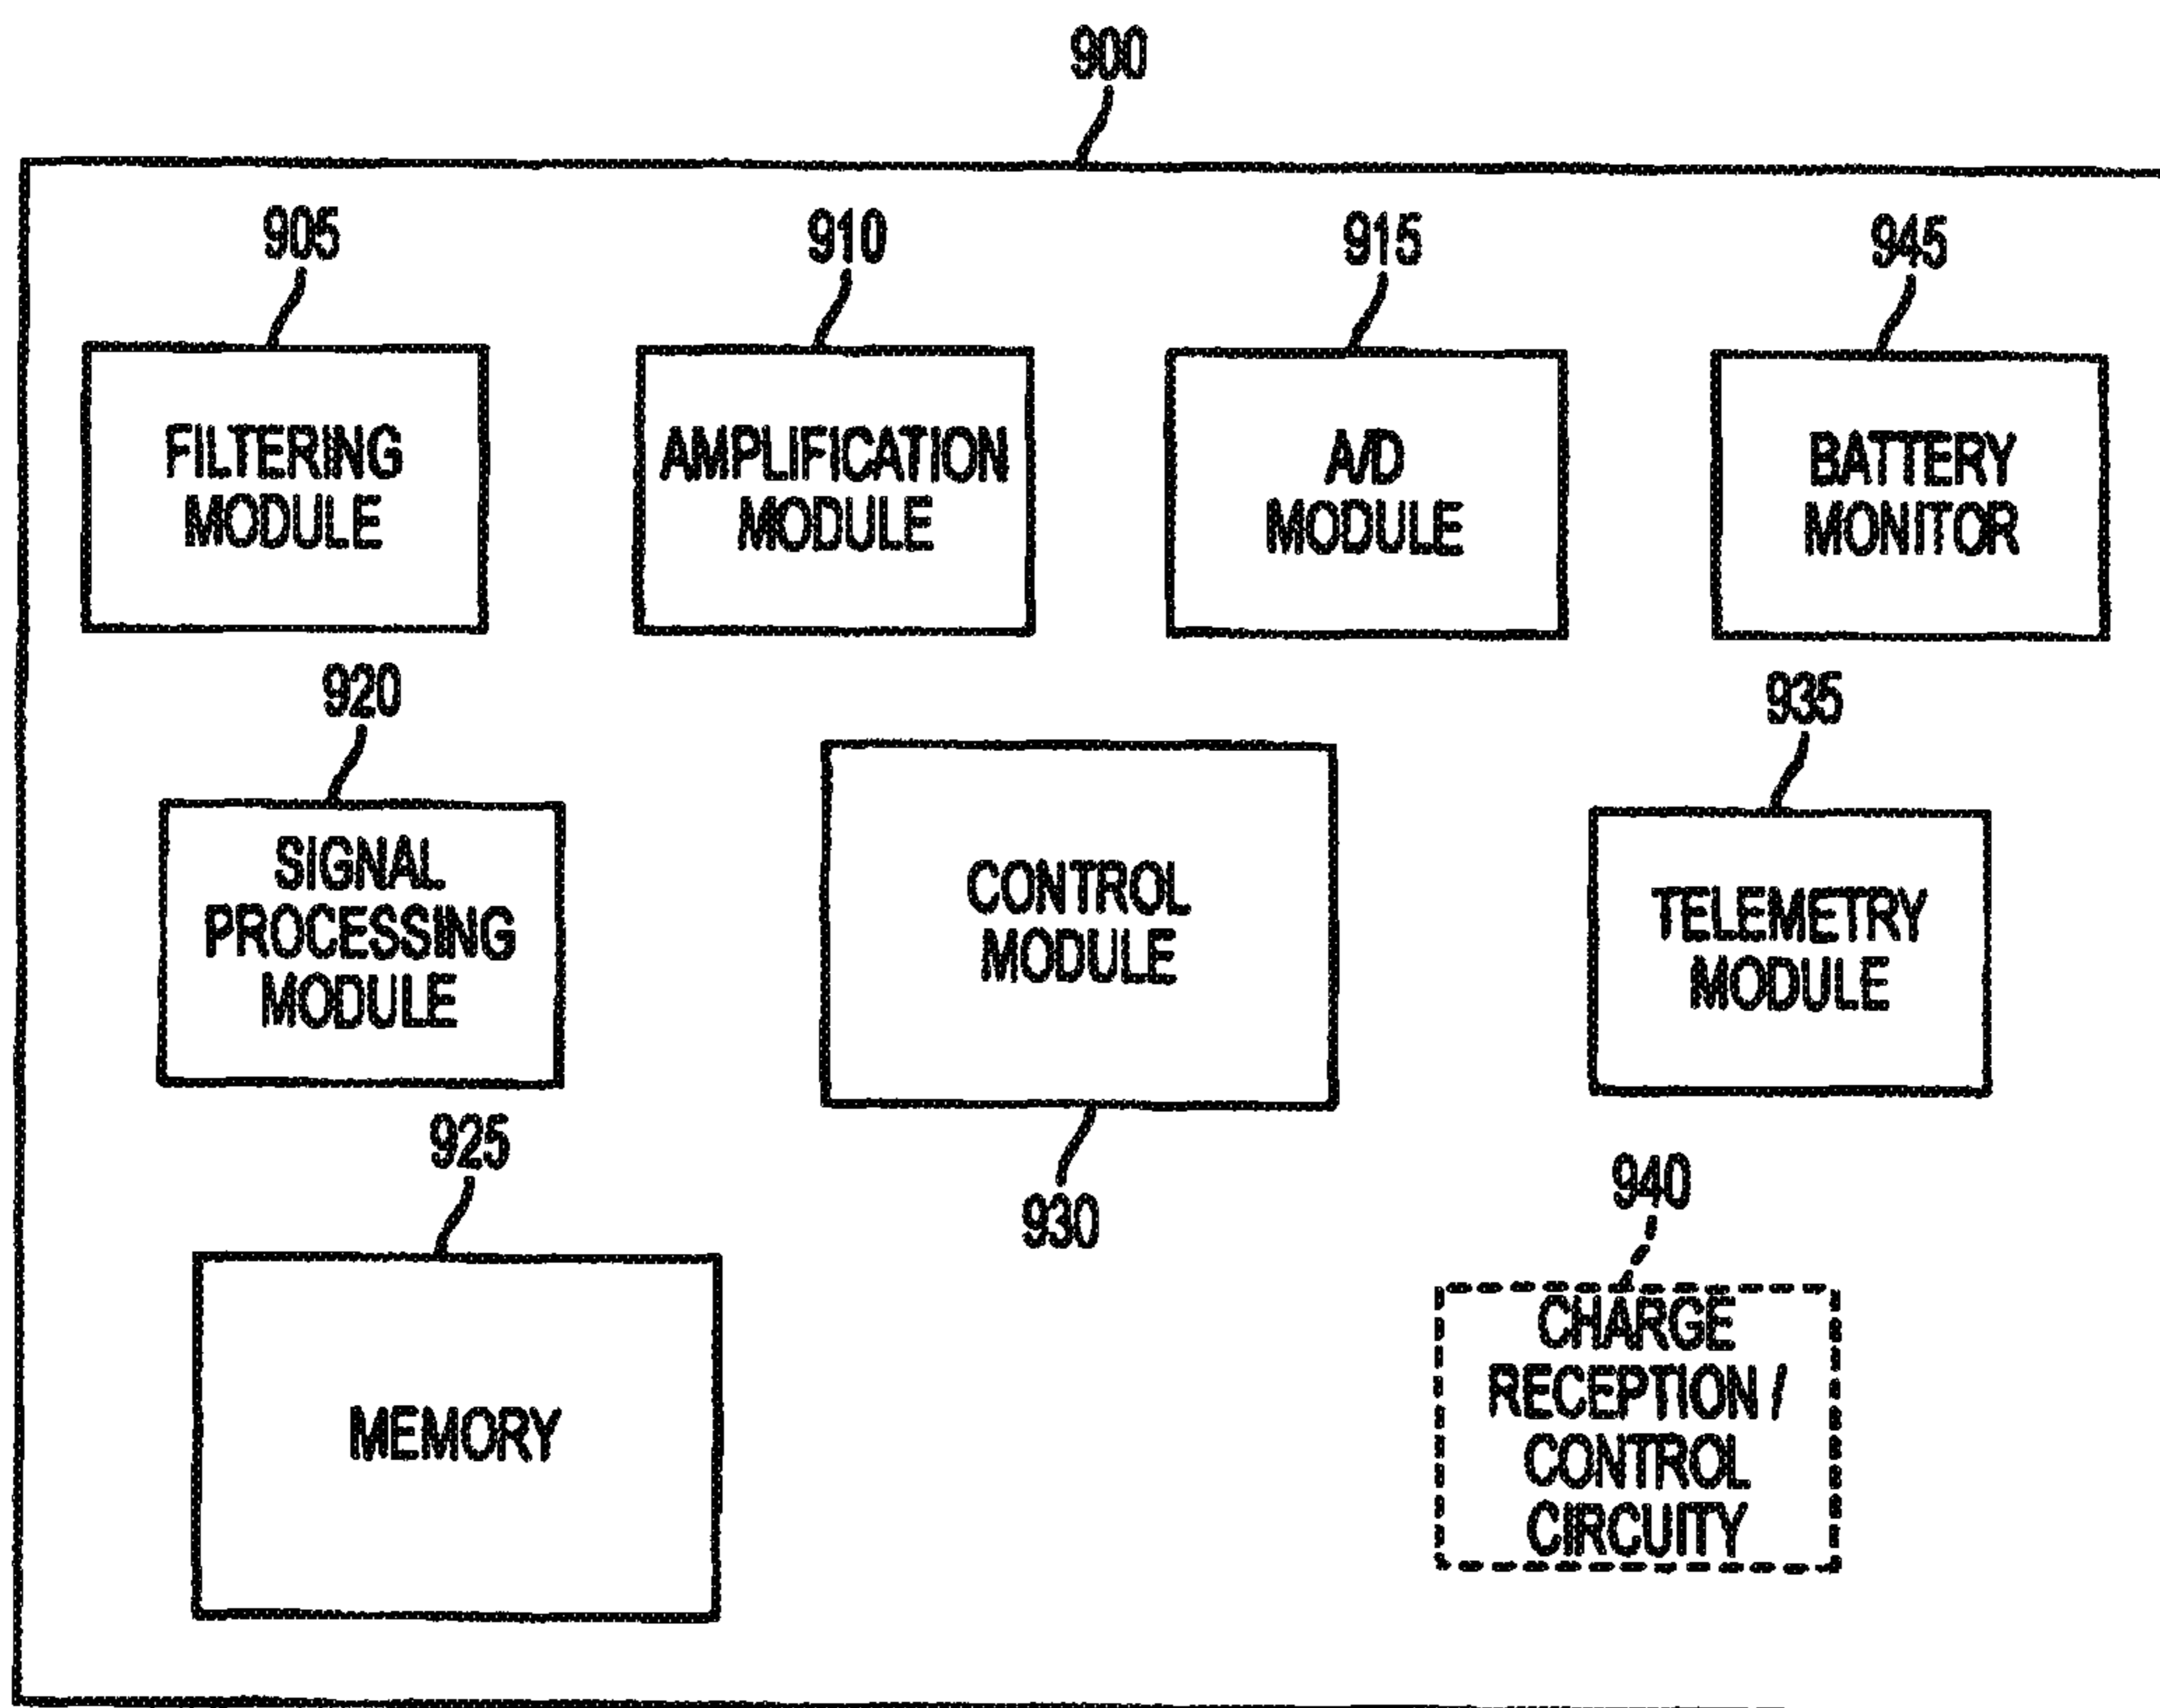 900
905
910
915
945
FILTERING
MODULE
AMPLIFICATION
MODULE
A/D
MODULE
BATTERY
MONITOR
920
935
SIGNAL
PROCESSING
MODULE
CONTROL
MODULE
TELEMETRY
MODULE
925
930
940
MEMORY
CHARGE
RECEPTION /
CONTROL
CIRCUITY